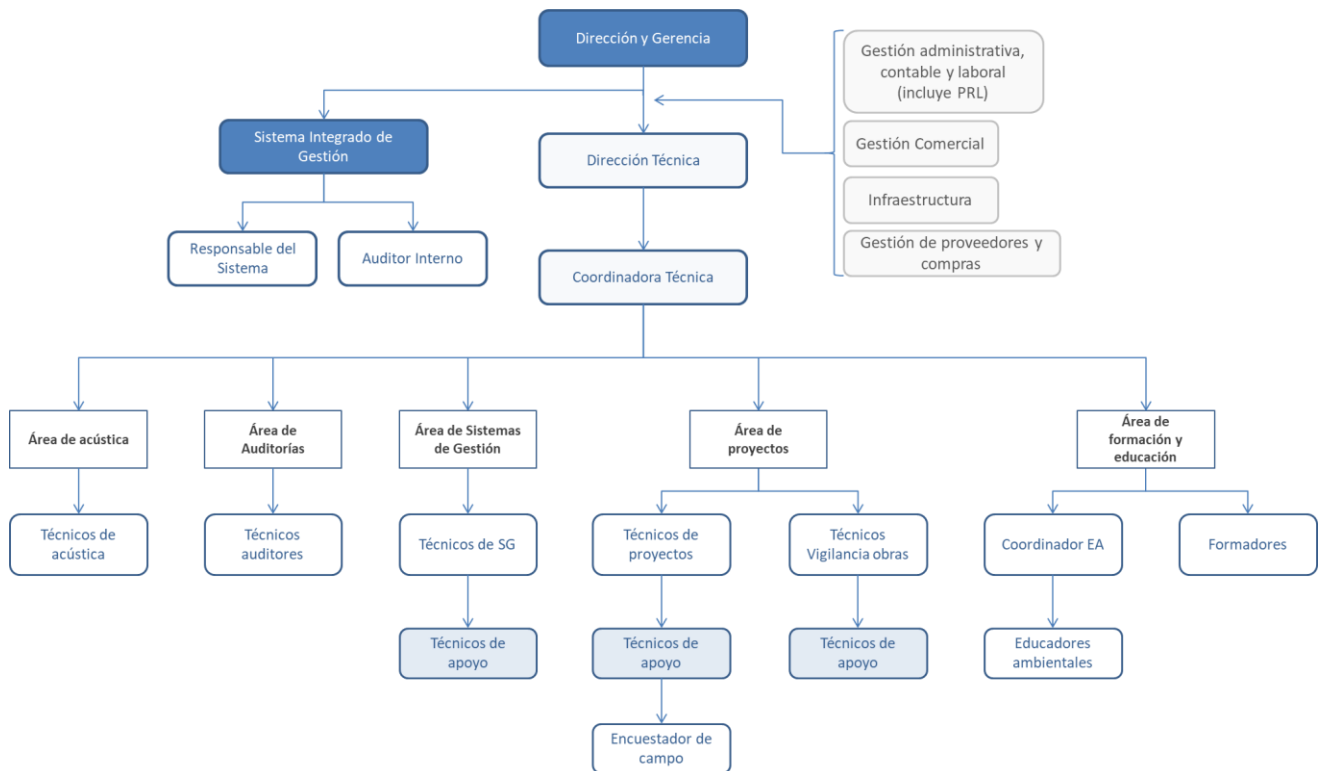 Dirección y Gerencia
Gestión administrativa,
contable y laboral
(incluye PRL)
Sistema Integrado de
Gestión
Dirección Técnica
Gestión Comercial
Infraestructura
Responsable del
Sistema
Auditor Interno
Coordinadora Técnica
Gestión de proveedores y
compras
Área de acústica
Área de
Auditorías
Área de Sistemas
de Gestión
Área de
proyectos
Área de
formación y
educación
Técnicos de
acústica
Técnicos
auditores
Técnicos de SG
Técnicos de
proyectos
Técnicos
Vigilancia obras
Coordinador EA
Formadores
Técnicos de
apoyo
Técnicos de
apoyo
Técnicos de
apoyo
Educadores
ambientales
Encuestador de
campo